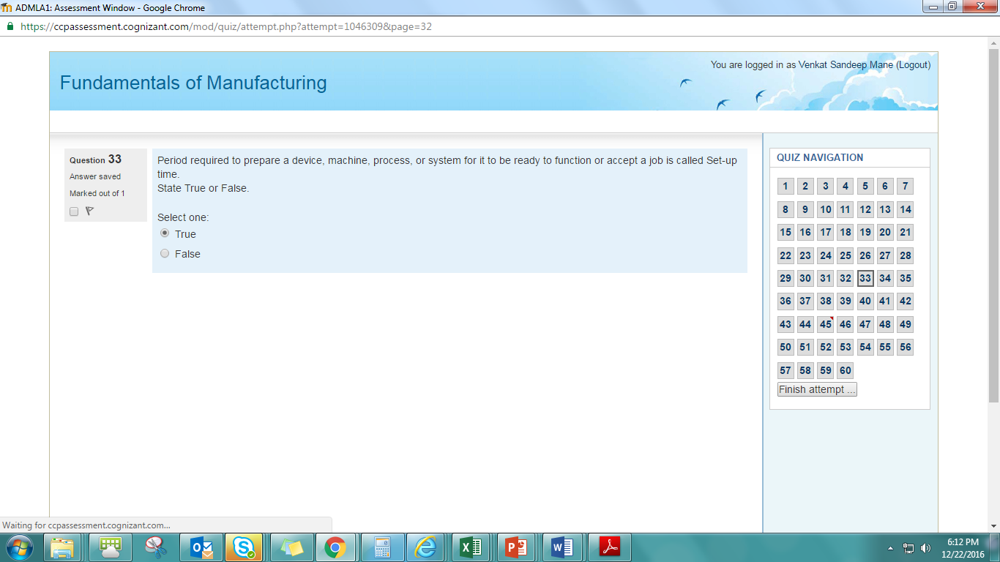 ADMLA1: Assessment Window - Google Chrome
https://ccpassessment.cognizant.com/mod/quiz/attempt.php?attempt=1046309&page=32
You are logged in as Venkat Sandeep Mane (Logout)
Fundamentals of Manufacturing
Question 33
Answer saved
Marked out of 1
Period required to prepare a device, machine, process, or system for it to be ready to function or accept a job is called Set-up
time.
State True or False.
Select one:
True
False
QUIZ NAVIGATION
1 2 3 4 5 6 7
8 9 10 11 12 13 14
15 16 17 18 19 20 21
22 23 24 25 26 27 28
29 30 31 32 33 34 35
36 37 38 39 40 41 42
43 44 45 46 47 48 49
50 51 52 53 54 55 56
57 58 59 60
Finish attempt ...
Waiting for ccpassessment.cognizant.com...
6:12 PM
12/22/2016